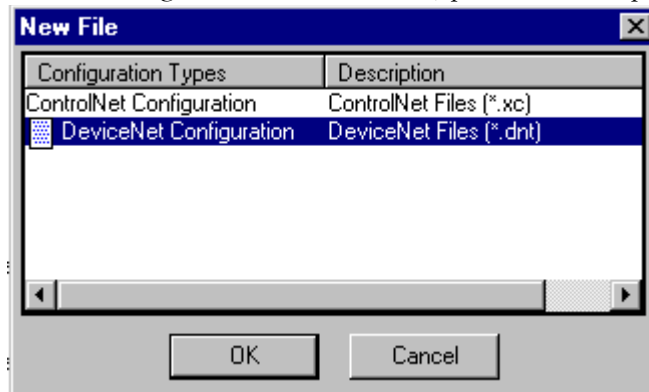 New File
Configuration Types Description
ControlNet Configuration ControlNet Files (*.xc)
DeviceNet Configuration DeviceNet Files (*.dnt)
OK Cancel